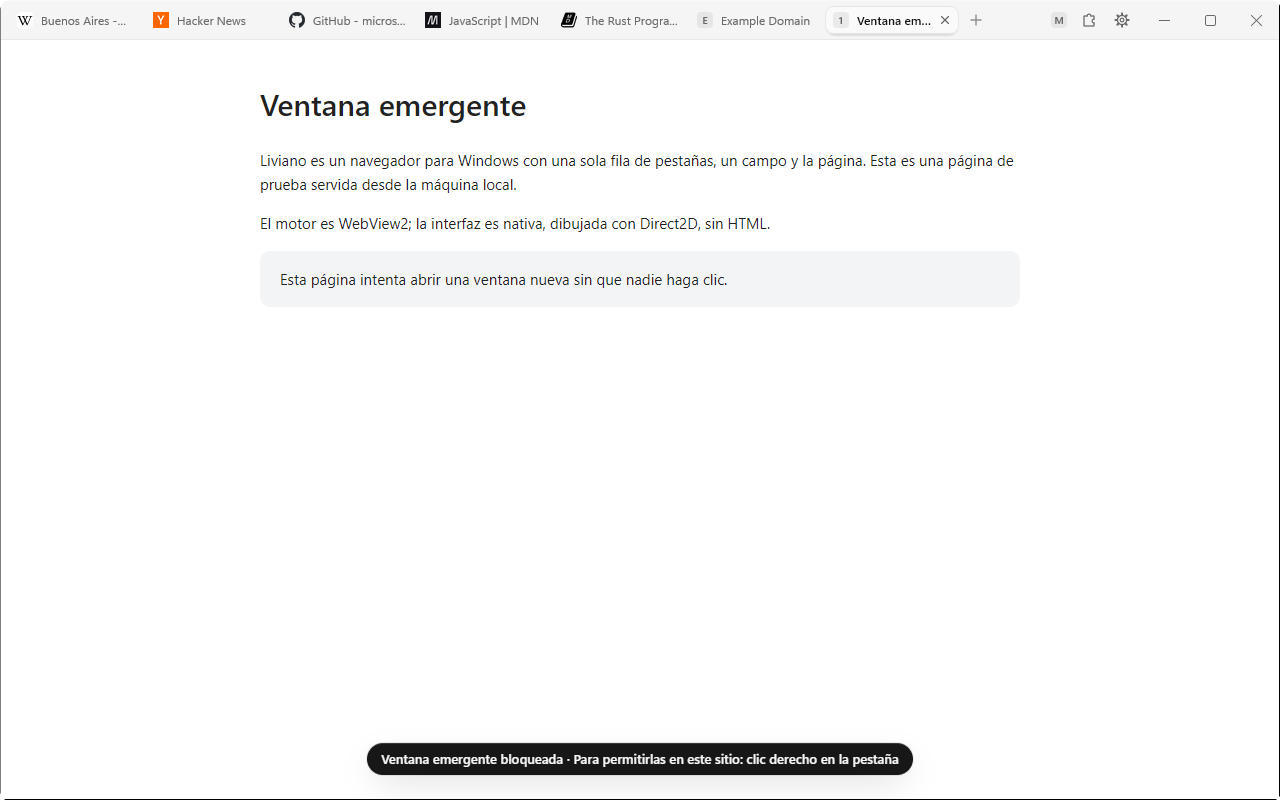 Buenos Aires -...
Hacker News
GitHub - micros...
JavaScript | MDN
The Rust Progra...
E Example Domain
1 Ventana em...
M
Ventana emergente
Liviano es un navegador para Windows con una sola fila de pestañas, un campo y la página. Esta es una página de
prueba servida desde la máquina local.
El motor es WebView2; la interfaz es nativa, dibujada con Direct2D, sin HTML.
Esta página intenta abrir una ventana nueva sin que nadie haga clic.
Ventana emergente bloqueada · Para permitirlas en este sitio: clic derecho en la pestaña